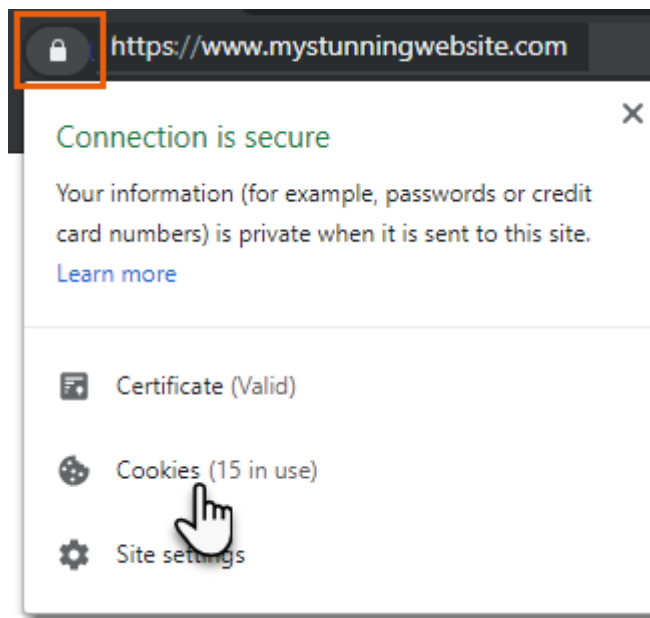 https://www.mystunningwebsite.com
Connection is secure
Your information (for example, passwords or credit
card numbers) is private when it is sent to this site.
Learn more
Certificate (Valid)
Cookies (15 in use)
Site settings